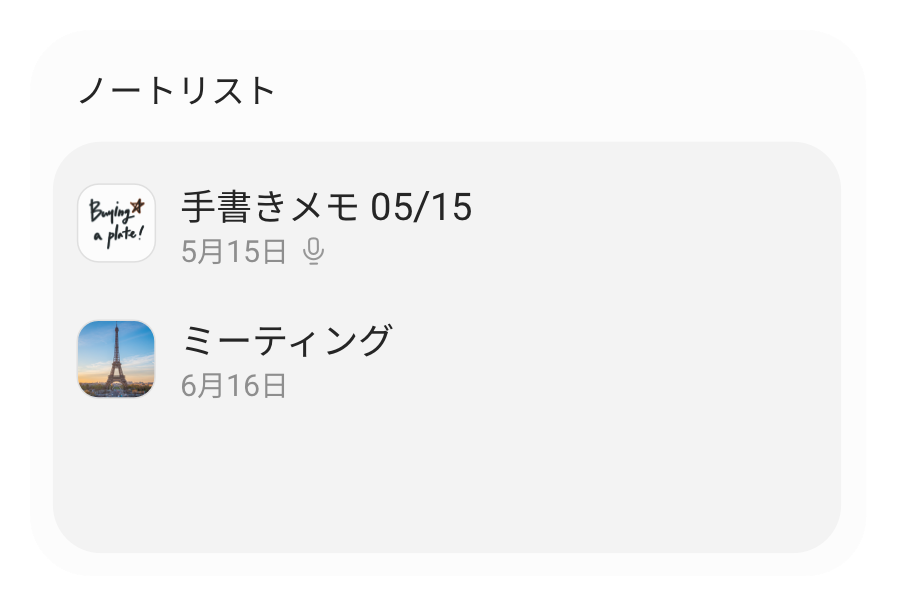 ノートリスト
Buying
a plate!
手書きメモ 05/15
5月15日
ミーティング
6月16日